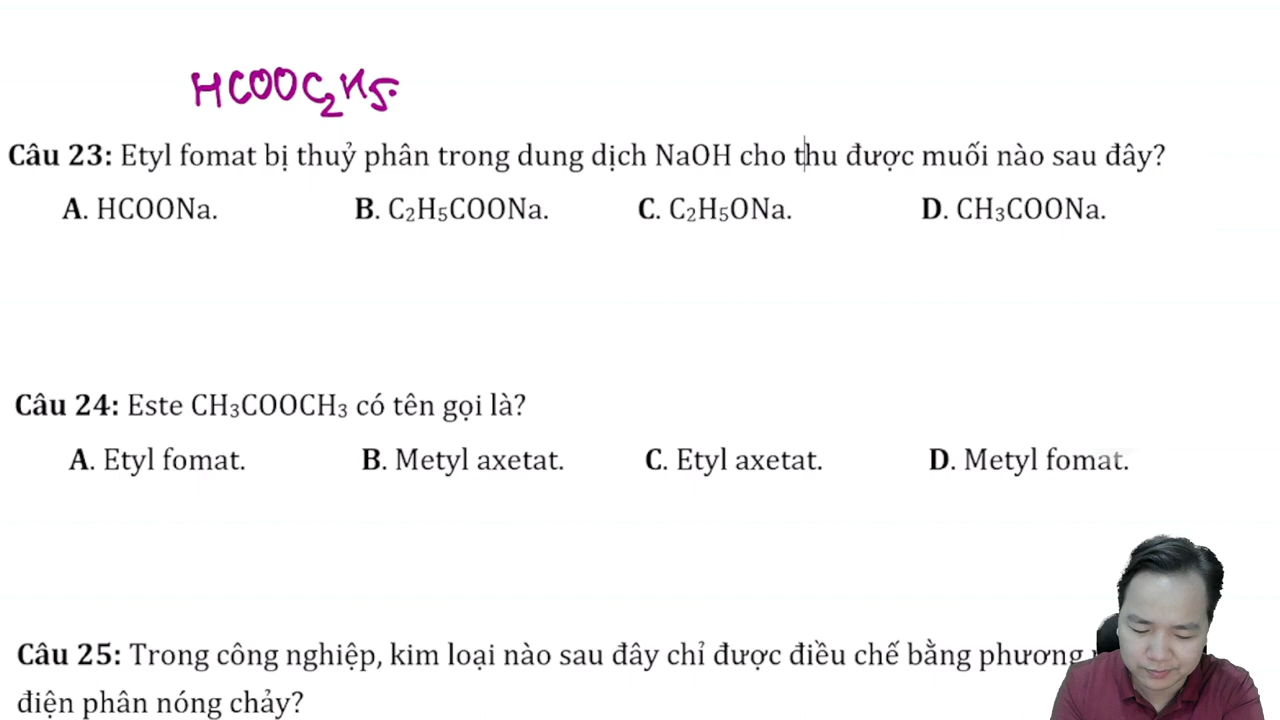 HCOOC₂H₅.
Câu 23: Etyl fomat bị thuỷ phân trong dung dịch NaOH cho thu được muối nào sau đây?
A. HCOONa. B. C₂H₅COONa. C. C₂H₅ONa. D. CH₃COONa.
Câu 24: Este CH₃COOCH₃ có tên gọi là?
A. Etyl fomat. B. Metyl axetat. C. Etyl axetat. D. Metyl fomat.
Câu 25: Trong công nghiệp, kim loại nào sau đây chỉ được điều chế bằng phương
điện phân nóng chảy?